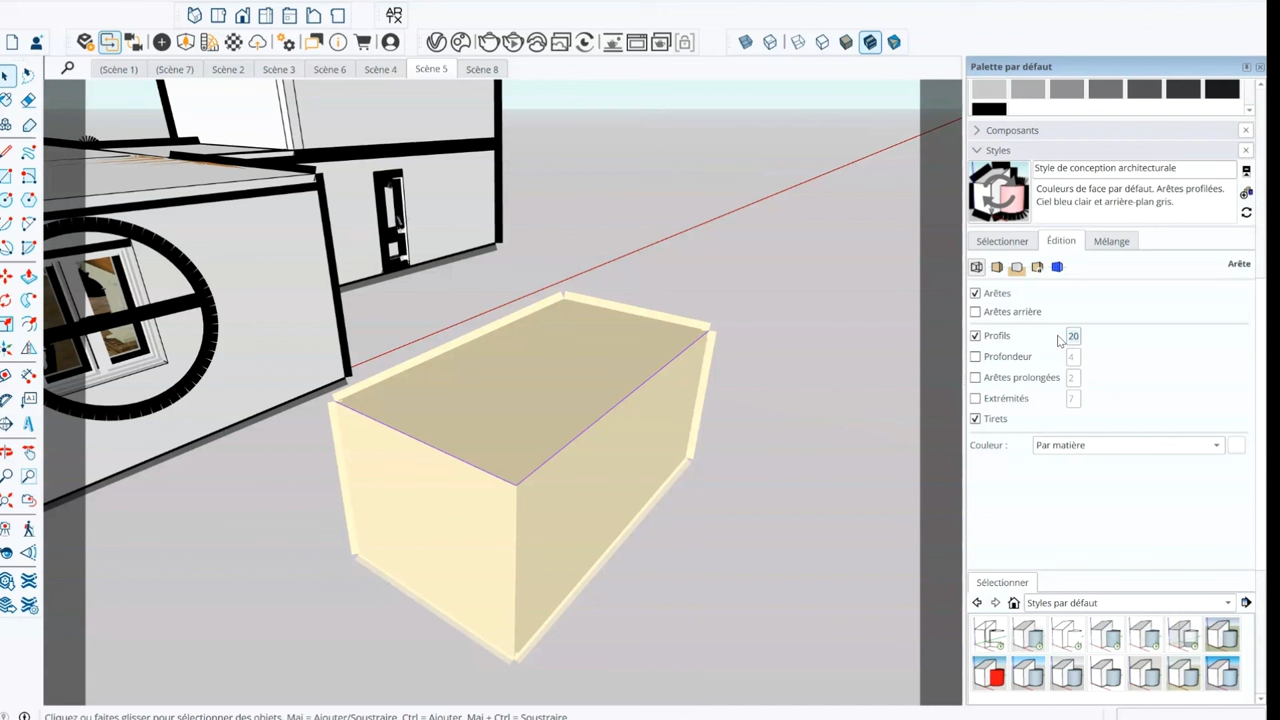 AR
TX
(Scène 1)
(Scène 7)
Scène 2
Scène 3
Scène 6
Scène 4
Scène 5
Scène 8
Palette par défaut
Composants
Styles
Style de conception architecturale
Couleurs de face par défaut. Arêtes profilées.
Ciel bleu clair et arrière-plan gris.
Sélectionner
Édition
Mélange
Arête
Arêtes
Arêtes arrière
Profils 20
Profondeur 4
Arêtes prolongées 2
Extrémités 7
Tirets
Couleur : Par matière
Sélectionner
Styles par défaut
Cliquez ou faites glisser pour sélectionner des objets. Maj = Ajouter/Soustraire. Ctrl = Ajouter. Maj + Ctrl = Soustraire.